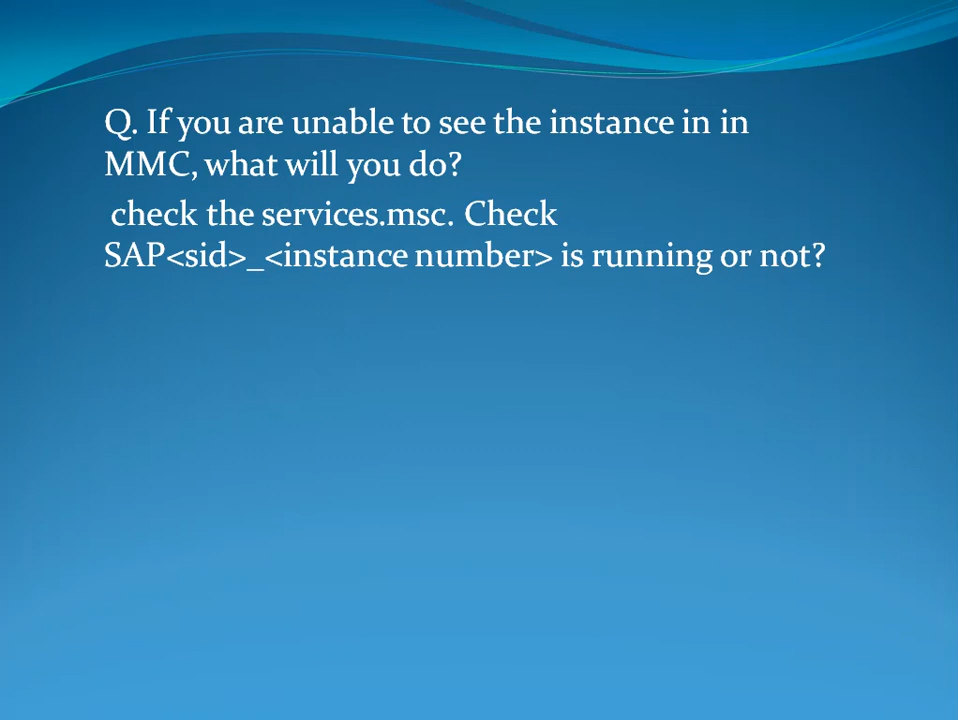 Q. If you are unable to see the instance in in
MMC, what will you do?
check the services.msc. Check
SAP<sid>_<instance number> is running or not?